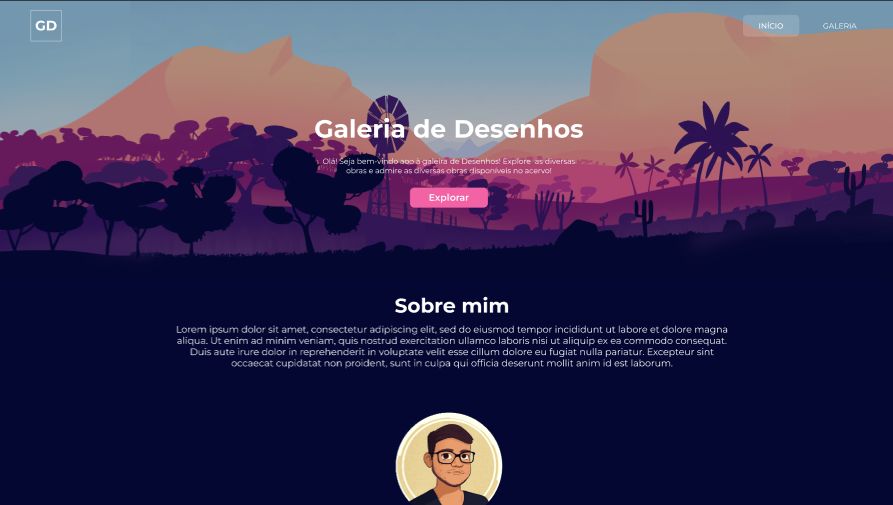 GD
INÍCIO
GALERIA
Galeria de Desenhos
Olá! Seja bem-vindo aoo à galeira de Desenhos! Explore as diversas
obras e admire as diversas obras disponíveis no acervo!
Explorar
Sobre mim
Lorem ipsum dolor sit amet, consectetur adipiscing elit, sed do eiusmod tempor incididunt ut labore et dolore magna
aliqua. Ut enim ad minim veniam, quis nostrud exercitation ullamco laboris nisi ut aliquip ex ea commodo consequat.
Duis aute irure dolor in reprehenderit in voluptate velit esse cillum dolore eu fugiat nulla pariatur. Excepteur sint
occaecat cupidatat non proident, sunt in culpa qui officia deserunt mollit anim id est laborum.